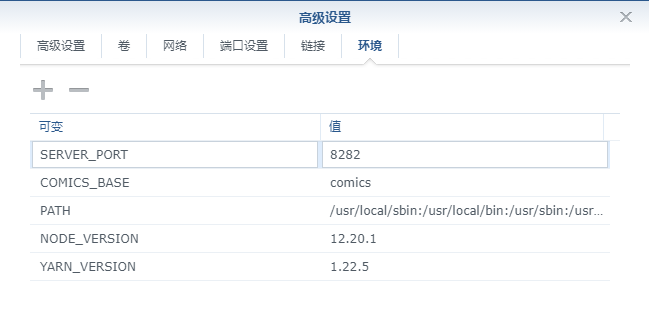 高级设置
高级设置 卷 网络 端口设置 链接 环境
可变 值
SERVER_PORT 8282
COMICS_BASE comics
PATH /usr/local/sbin:/usr/local/bin:/usr/sbin:/usr...
NODE_VERSION 12.20.1
YARN_VERSION 1.22.5